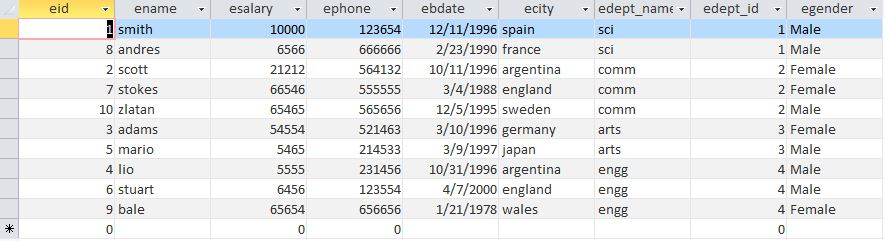 eid ename esalary ephone ebdate ecity edept_name edept_id egender
1 smith 10000 123654 12/11/1996 spain sci 1 Male
8 andres 6566 666666 2/23/1990 france sci 1 Male
2 scott 21212 564132 10/11/1996 argentina comm 2 Female
7 stokes 66546 555555 3/4/1988 england comm 2 Female
10 zlatan 65465 565656 12/5/1995 sweden comm 2 Male
3 adams 54554 521463 3/10/1996 germany arts 3 Female
5 mario 5465 214533 3/9/1997 japan arts 3 Male
4 lio 5555 231456 10/31/1996 argentina engg 4 Male
6 stuart 6456 123554 4/7/2000 england engg 4 Male
9 bale 65654 656656 1/21/1978 wales engg 4 Female
* 0 0 0 0